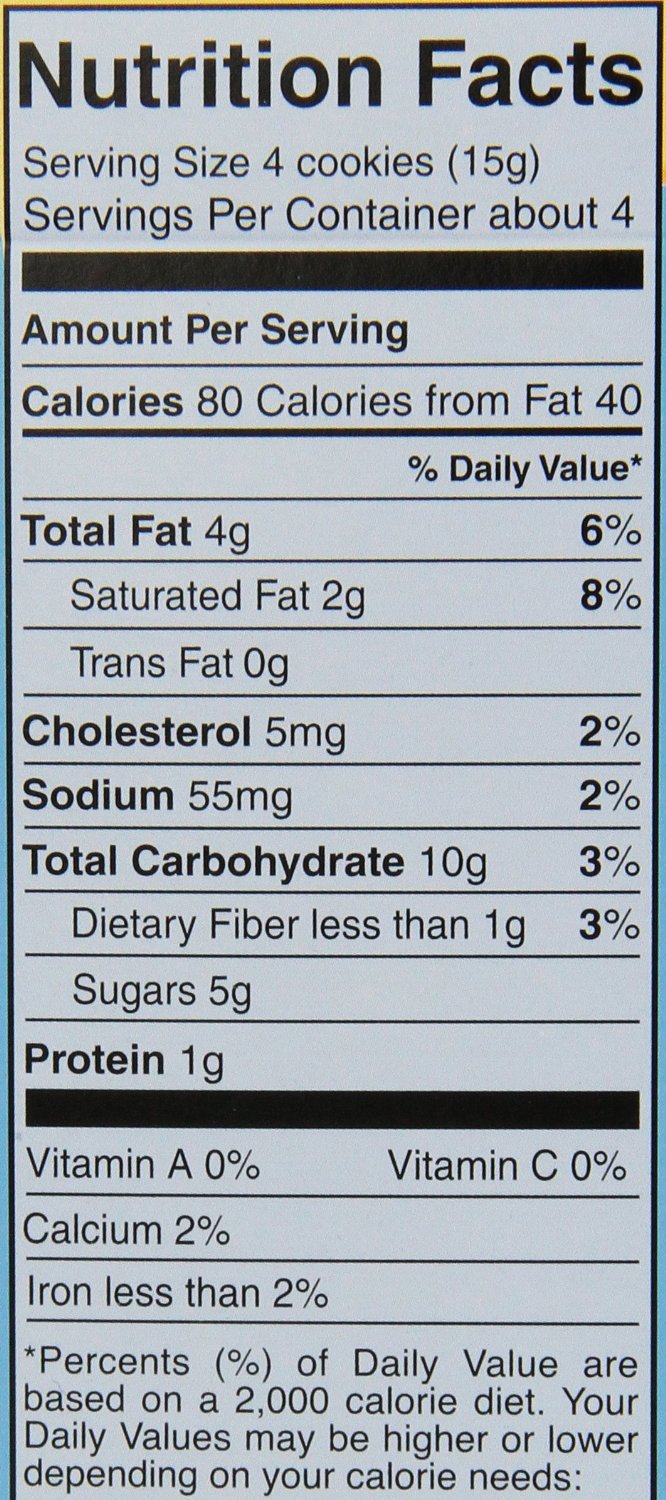 Nutrition Facts
Serving Size 4 cookies (15g)
Servings Per Container about 4
Amount Per Serving
Calories 80 Calories from Fat 40
% Daily Value*
Total Fat 4g 6%
Saturated Fat 2g 8%
Trans Fat 0g
Cholesterol 5mg 2%
Sodium 55mg 2%
Total Carbohydrate 10g 3%
Dietary Fiber less than 1g 3%
Sugars 5g
Protein 1g
Vitamin A 0% Vitamin C 0%
Calcium 2%
Iron less than 2%
*Percents (%) of Daily Value are
based on a 2,000 calorie diet. Your
Daily Values may be higher or lower
depending on your calorie needs: